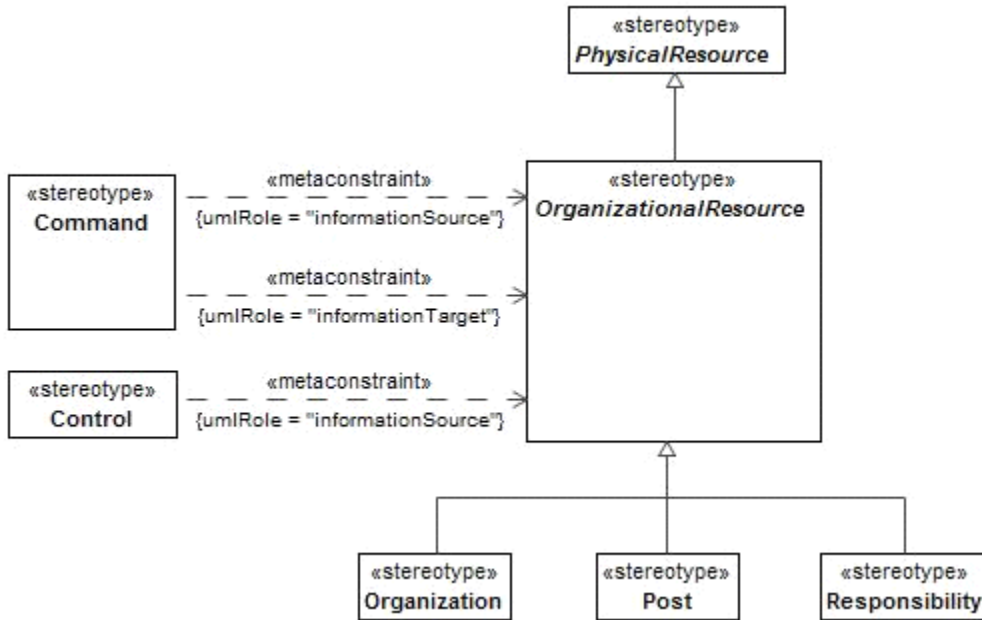 «stereotype»
PhysicalResource
«stereotype»
Command
«metaconstraint»
{umlRole = "informationSource"}
«metaconstraint»
{umlRole = "informationTarget"}
«stereotype»
OrganizationalResource
«stereotype»
Control
«metaconstraint»
{umlRole = "informationSource"}
«stereotype»
Organization
«stereotype»
Post
«stereotype»
Responsibility